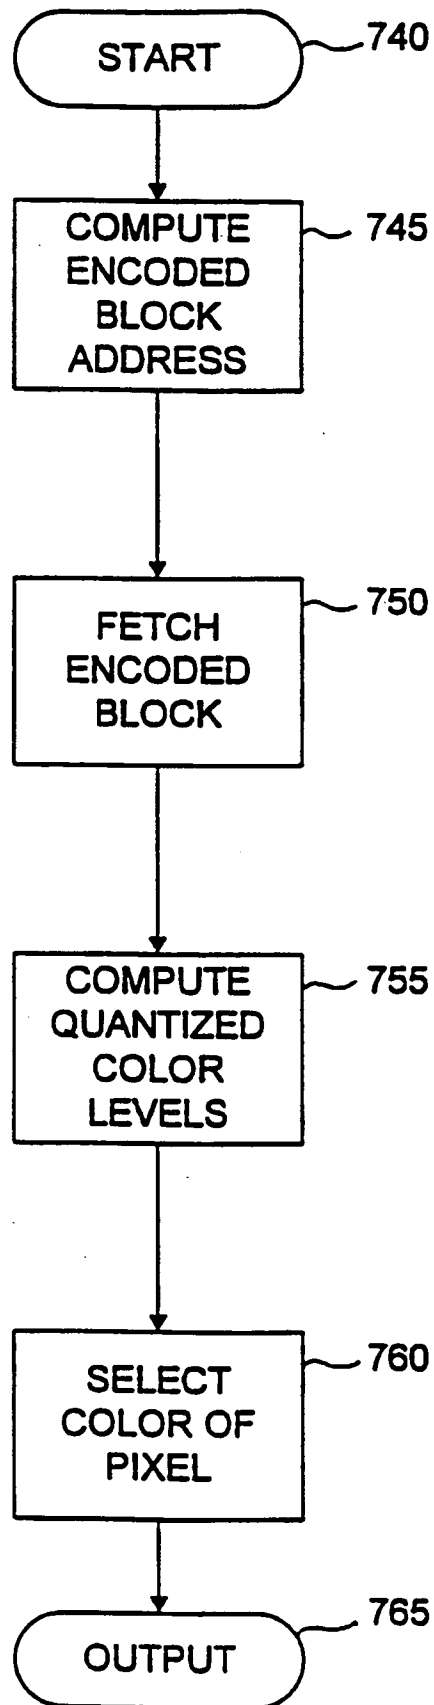 START
740
COMPUTE
ENCODED
BLOCK
ADDRESS
745
FETCH
ENCODED
BLOCK
750
COMPUTE
QUANTIZED
COLOR
LEVELS
755
SELECT
COLOR OF
PIXEL
760
OUTPUT
765